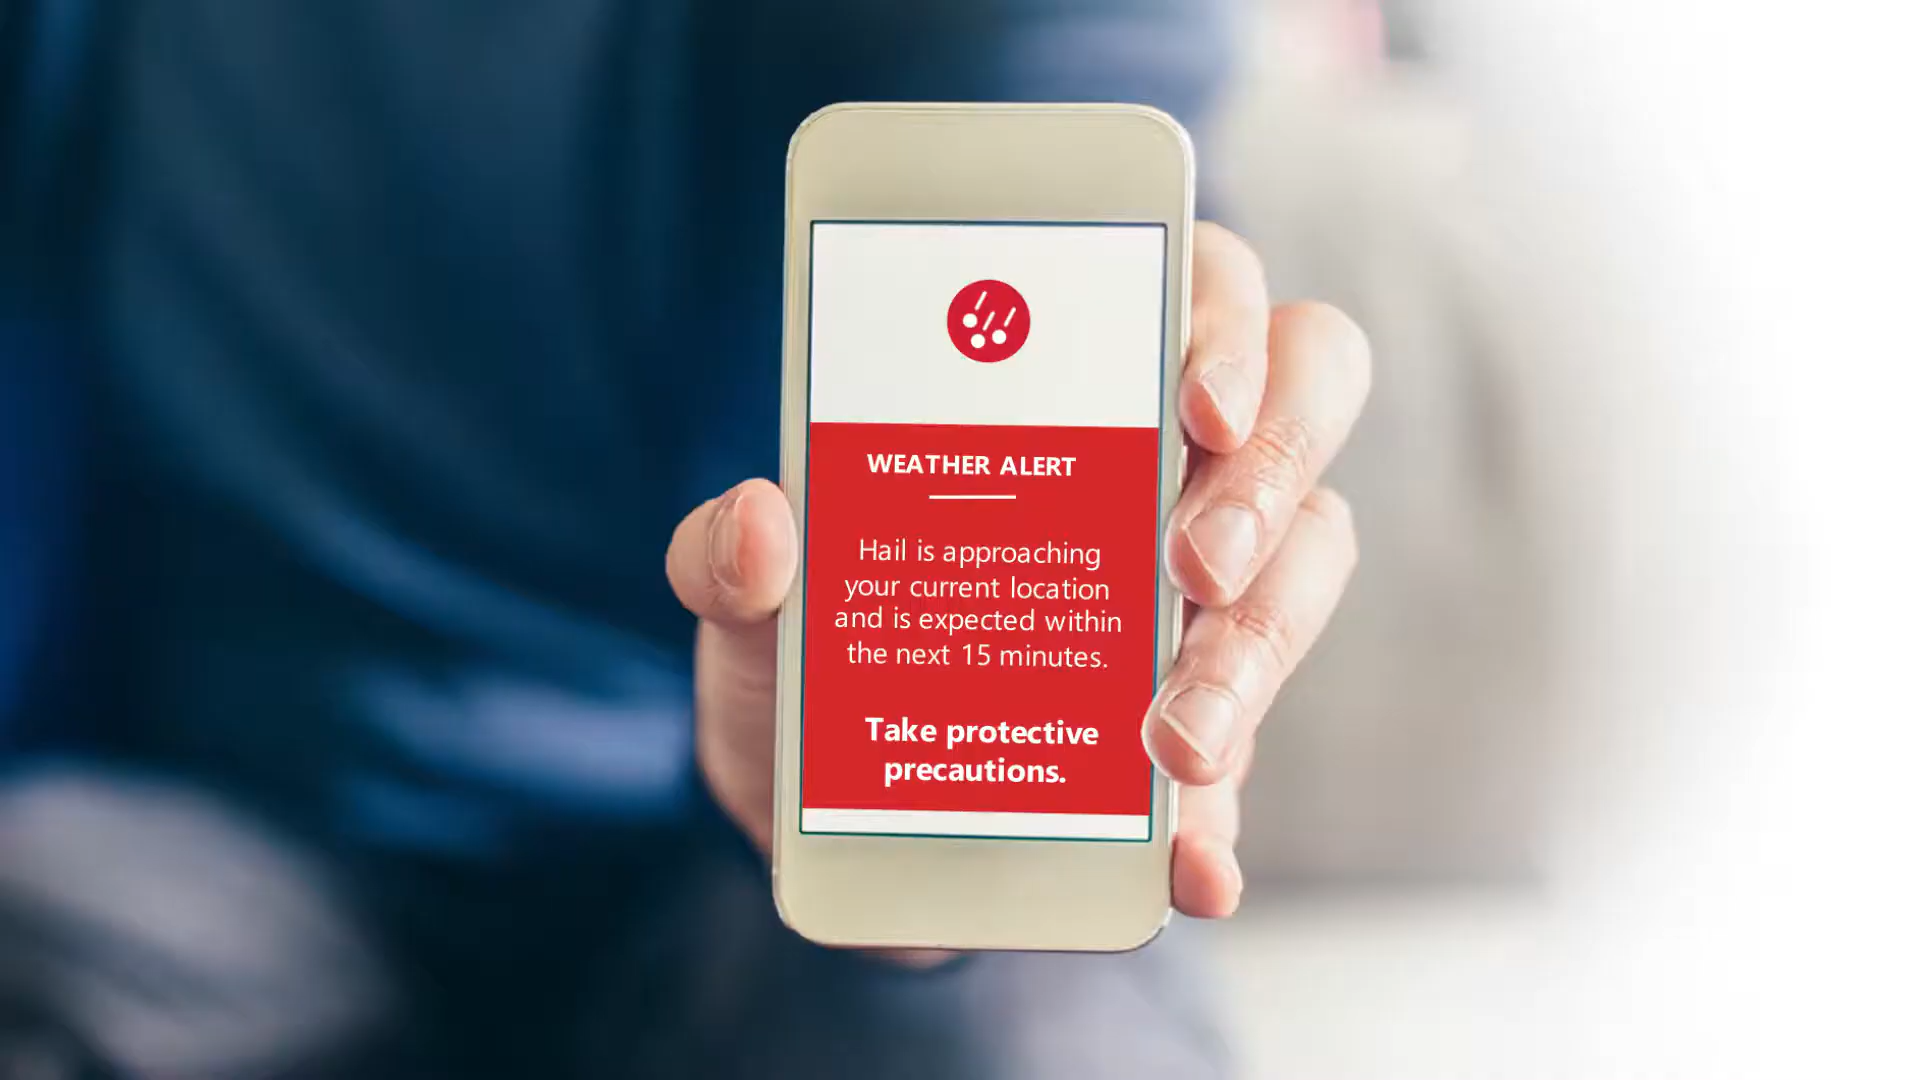 WEATHER ALERT
Hail is approaching
your current location
and is expected within
the next 15 minutes.
Take protective
precautions.